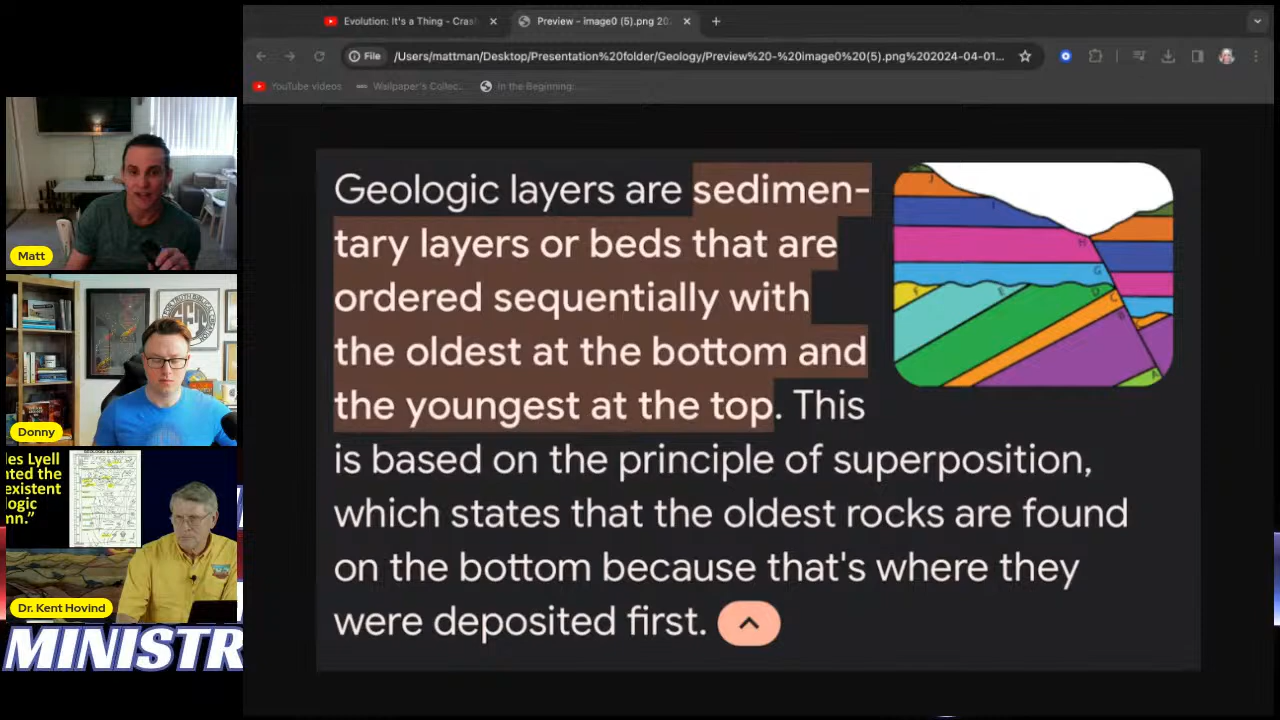 Evolution: It's a Thing - Cras
Preview - image0 (5).png 20
File
/Users/mattman/Desktop/Presentation%20folder/Geology/Preview%20-%20image0%20(5).png%202024-04-01...
YouTube videos
Wallpaper's Collec...
In the Beginning:...
Matt
Donny
les Lyell
nted the
existent
logic
mn."
Dr. Kent Hovind
MINISTR
Geologic layers are sedimen-
tary layers or beds that are
ordered sequentially with
the oldest at the bottom and
the youngest at the top. This
is based on the principle of superposition,
which states that the oldest rocks are found
on the bottom because that's where they
were deposited first.
J
I
H
G
F
E
D
C
B
A